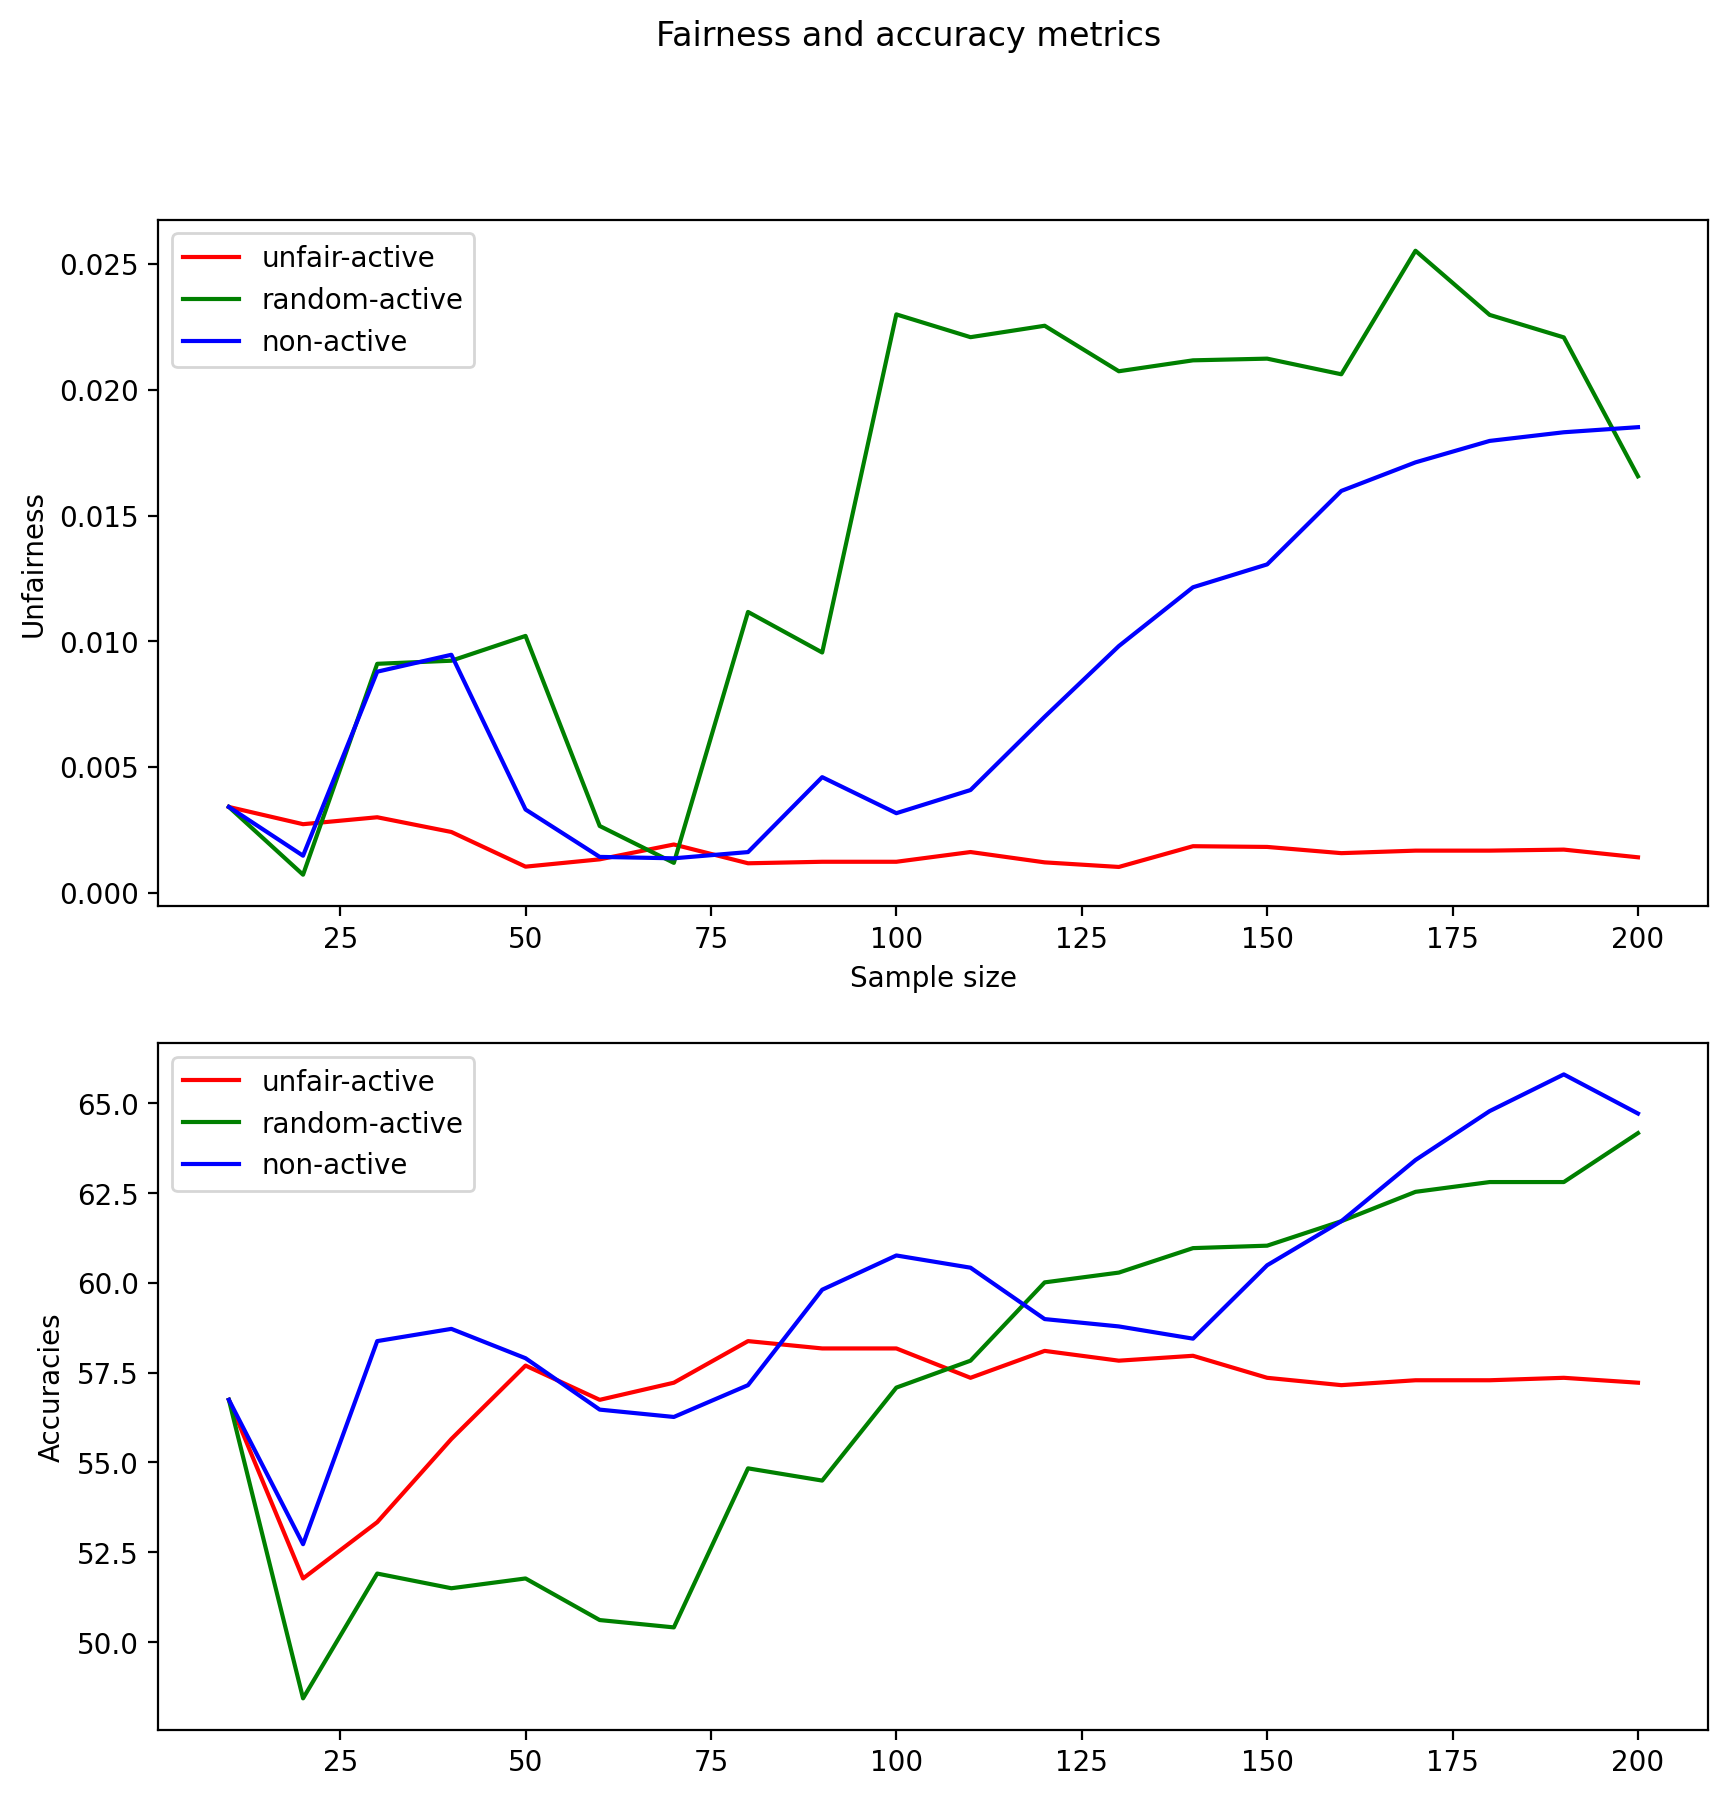 Fairness and accuracy metrics
unfair-active
random-active
non-active
0.025
0.020
0.015
0.010
0.005
0.000
Unfairness
25 50 75 100 125 150 175 200
Sample size
unfair-active
random-active
non-active
65.0
62.5
60.0
57.5
55.0
52.5
50.0
Accuracies
25 50 75 100 125 150 175 200